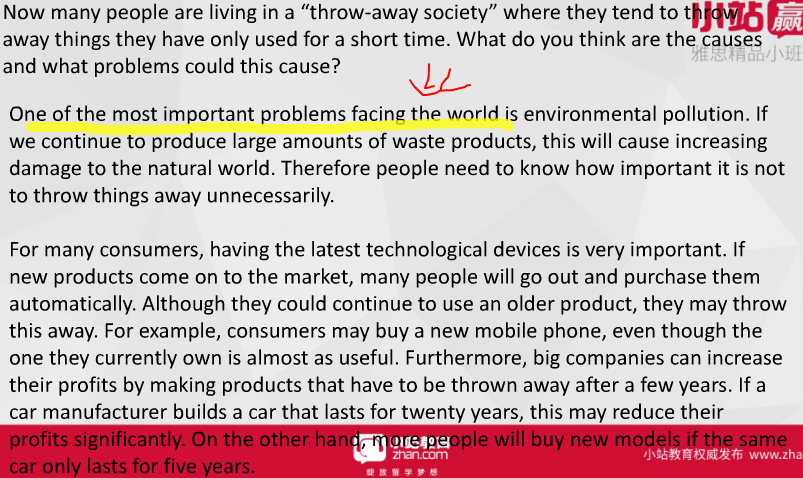 Now many people are living in a “throw-away society” where they tend to throw
away things they have only used for a short time. What do you think are the causes
and what problems could this cause?
小站
赢
雅思精品小班
One of the most important problems facing the world is environmental pollution. If
we continue to produce large amounts of waste products, this will cause increasing
damage to the natural world. Therefore people need to know how important it is not
to throw things away unnecessarily.
For many consumers, having the latest technological devices is very important. If
new products come on to the market, many people will go out and purchase them
automatically. Although they could continue to use an older product, they may throw
this away. For example, consumers may buy a new mobile phone, even though the
one they currently own is almost as useful. Furthermore, big companies can increase
their profits by making products that have to be thrown away after a few years. If a
car manufacturer builds a car that lasts for twenty years, this may reduce their
profits significantly. On the other hand, more people will buy new models if the same
car only lasts for five years.
zhan.com
绽放留学梦想
小站教育权威发布 www.zha